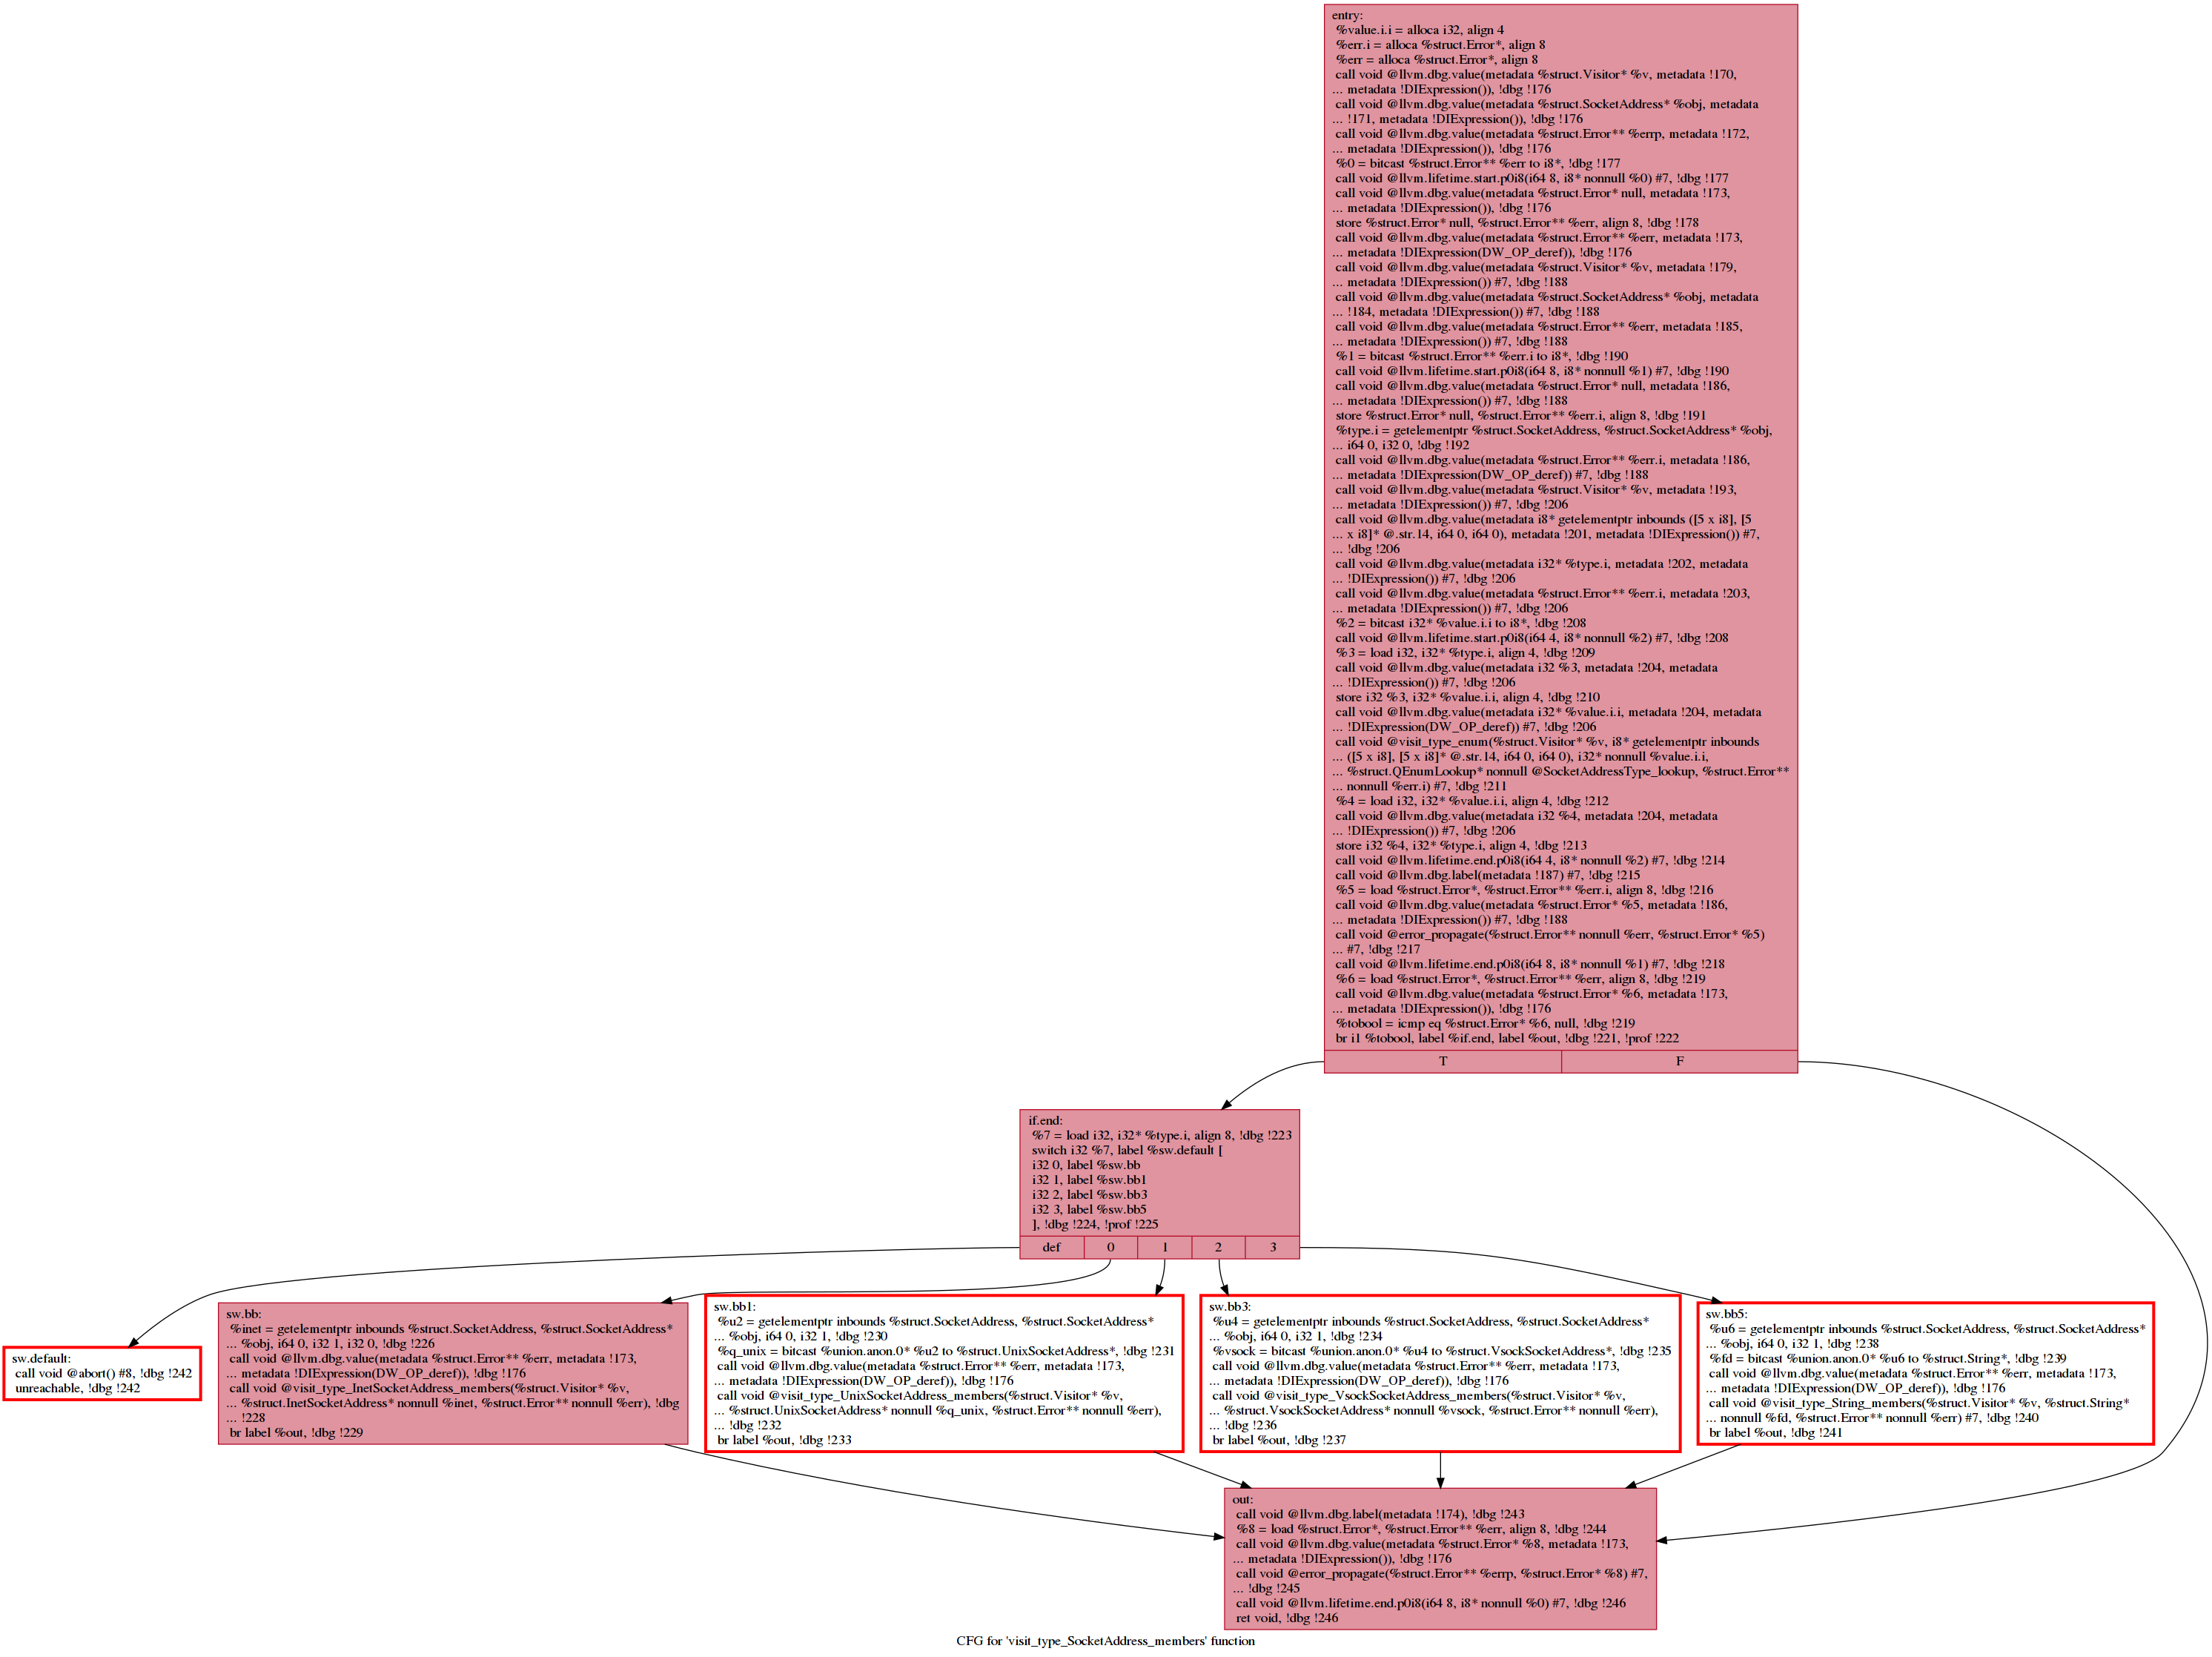 entry:
%value.i.i = alloca i32, align 4
%err.i = alloca %struct.Error*, align 8
%err = alloca %struct.Error*, align 8
call void @llvm.dbg.value(metadata %struct.Visitor* %v, metadata !170,
... metadata !DIExpression()), !dbg !176
call void @llvm.dbg.value(metadata %struct.SocketAddress* %obj, metadata
... !171, metadata !DIExpression()), !dbg !176
call void @llvm.dbg.value(metadata %struct.Error** %errp, metadata !172,
... metadata !DIExpression()), !dbg !176
%0 = bitcast %struct.Error** %err to i8*, !dbg !177
call void @llvm.lifetime.start.p0i8(i64 8, i8* nonnull %0) #7, !dbg !177
call void @llvm.dbg.value(metadata %struct.Error* null, metadata !173,
... metadata !DIExpression()), !dbg !176
store %struct.Error* null, %struct.Error** %err, align 8, !dbg !178
call void @llvm.dbg.value(metadata %struct.Error** %err, metadata !173,
... metadata !DIExpression(DW_OP_deref)), !dbg !176
call void @llvm.dbg.value(metadata %struct.Visitor* %v, metadata !179,
... metadata !DIExpression()) #7, !dbg !188
call void @llvm.dbg.value(metadata %struct.SocketAddress* %obj, metadata
... !184, metadata !DIExpression()) #7, !dbg !188
call void @llvm.dbg.value(metadata %struct.Error** %err, metadata !185,
... metadata !DIExpression()) #7, !dbg !188
%1 = bitcast %struct.Error** %err.i to i8*, !dbg !190
call void @llvm.lifetime.start.p0i8(i64 8, i8* nonnull %1) #7, !dbg !190
call void @llvm.dbg.value(metadata %struct.Error* null, metadata !186,
... metadata !DIExpression()) #7, !dbg !188
store %struct.Error* null, %struct.Error** %err.i, align 8, !dbg !191
%type.i = getelementptr %struct.SocketAddress, %struct.SocketAddress* %obj,
... i64 0, i32 0, !dbg !192
call void @llvm.dbg.value(metadata %struct.Error** %err.i, metadata !186,
... metadata !DIExpression(DW_OP_deref)) #7, !dbg !188
call void @llvm.dbg.value(metadata %struct.Visitor* %v, metadata !193,
... metadata !DIExpression()) #7, !dbg !206
call void @llvm.dbg.value(metadata i8* getelementptr inbounds ([5 x i8], [5
... x i8]* @.str.14, i64 0, i64 0), metadata !201, metadata !DIExpression()) #7,
... !dbg !206
call void @llvm.dbg.value(metadata i32* %type.i, metadata !202, metadata
... !DIExpression()) #7, !dbg !206
call void @llvm.dbg.value(metadata %struct.Error** %err.i, metadata !203,
... metadata !DIExpression()) #7, !dbg !206
%2 = bitcast i32* %value.i.i to i8*, !dbg !208
call void @llvm.lifetime.start.p0i8(i64 4, i8* nonnull %2) #7, !dbg !208
%3 = load i32, i32* %type.i, align 4, !dbg !209
call void @llvm.dbg.value(metadata i32 %3, metadata !204, metadata
... !DIExpression()) #7, !dbg !206
store i32 %3, i32* %value.i.i, align 4, !dbg !210
call void @llvm.dbg.value(metadata i32* %value.i.i, metadata !204, metadata
... !DIExpression(DW_OP_deref)) #7, !dbg !206
call void @visit_type_enum(%struct.Visitor* %v, i8* getelementptr inbounds
... ([5 x i8], [5 x i8]* @.str.14, i64 0, i64 0), i32* nonnull %value.i.i,
... %struct.QEnumLookup* nonnull @SocketAddressType_lookup, %struct.Error**
... nonnull %err.i) #7, !dbg !211
%4 = load i32, i32* %value.i.i, align 4, !dbg !212
call void @llvm.dbg.value(metadata i32 %4, metadata !204, metadata
... !DIExpression()) #7, !dbg !206
store i32 %4, i32* %type.i, align 4, !dbg !213
call void @llvm.lifetime.end.p0i8(i64 4, i8* nonnull %2) #7, !dbg !214
call void @llvm.dbg.label(metadata !187) #7, !dbg !215
%5 = load %struct.Error*, %struct.Error** %err.i, align 8, !dbg !216
call void @llvm.dbg.value(metadata %struct.Error* %5, metadata !186,
... metadata !DIExpression()) #7, !dbg !188
call void @error_propagate(%struct.Error** nonnull %err, %struct.Error* %5)
... #7, !dbg !217
call void @llvm.lifetime.end.p0i8(i64 8, i8* nonnull %1) #7, !dbg !218
%6 = load %struct.Error*, %struct.Error** %err, align 8, !dbg !219
call void @llvm.dbg.value(metadata %struct.Error* %6, metadata !173,
... metadata !DIExpression()), !dbg !176
%tobool = icmp eq %struct.Error* %6, null, !dbg !219
br i1 %tobool, label %if.end, label %out, !dbg !221, !prof !222
T F
if.end:
%7 = load i32, i32* %type.i, align 8, !dbg !223
switch i32 %7, label %sw.default [
i32 0, label %sw.bb
i32 1, label %sw.bb1
i32 2, label %sw.bb3
i32 3, label %sw.bb5
], !dbg !224, !prof !225
def 0 1 2 3
sw.default:
call void @abort() #8, !dbg !242
unreachable, !dbg !242
sw.bb:
%inet = getelementptr inbounds %struct.SocketAddress, %struct.SocketAddress*
... %obj, i64 0, i32 1, i32 0, !dbg !226
call void @llvm.dbg.value(metadata %struct.Error** %err, metadata !173,
... metadata !DIExpression(DW_OP_deref)), !dbg !176
call void @visit_type_InetSocketAddress_members(%struct.Visitor* %v,
... %struct.InetSocketAddress* nonnull %inet, %struct.Error** nonnull %err), !dbg
... !228
br label %out, !dbg !229
sw.bb1:
%u2 = getelementptr inbounds %struct.SocketAddress, %struct.SocketAddress*
... %obj, i64 0, i32 1, !dbg !230
%q_unix = bitcast %union.anon.0* %u2 to %struct.UnixSocketAddress*, !dbg !231
call void @llvm.dbg.value(metadata %struct.Error** %err, metadata !173,
... metadata !DIExpression(DW_OP_deref)), !dbg !176
call void @visit_type_UnixSocketAddress_members(%struct.Visitor* %v,
... %struct.UnixSocketAddress* nonnull %q_unix, %struct.Error** nonnull %err),
... !dbg !232
br label %out, !dbg !233
sw.bb3:
%u4 = getelementptr inbounds %struct.SocketAddress, %struct.SocketAddress*
... %obj, i64 0, i32 1, !dbg !234
%vsock = bitcast %union.anon.0* %u4 to %struct.VsockSocketAddress*, !dbg !235
call void @llvm.dbg.value(metadata %struct.Error** %err, metadata !173,
... metadata !DIExpression(DW_OP_deref)), !dbg !176
call void @visit_type_VsockSocketAddress_members(%struct.Visitor* %v,
... %struct.VsockSocketAddress* nonnull %vsock, %struct.Error** nonnull %err),
... !dbg !236
br label %out, !dbg !237
sw.bb5:
%u6 = getelementptr inbounds %struct.SocketAddress, %struct.SocketAddress*
... %obj, i64 0, i32 1, !dbg !238
%fd = bitcast %union.anon.0* %u6 to %struct.String*, !dbg !239
call void @llvm.dbg.value(metadata %struct.Error** %err, metadata !173,
... metadata !DIExpression(DW_OP_deref)), !dbg !176
call void @visit_type_String_members(%struct.Visitor* %v, %struct.String*
... nonnull %fd, %struct.Error** nonnull %err) #7, !dbg !240
br label %out, !dbg !241
out:
call void @llvm.dbg.label(metadata !174), !dbg !243
%8 = load %struct.Error*, %struct.Error** %err, align 8, !dbg !244
call void @llvm.dbg.value(metadata %struct.Error* %8, metadata !173,
... metadata !DIExpression()), !dbg !176
call void @error_propagate(%struct.Error** %errp, %struct.Error* %8) #7,
... !dbg !245
call void @llvm.lifetime.end.p0i8(i64 8, i8* nonnull %0) #7, !dbg !246
ret void, !dbg !246
CFG for 'visit_type_SocketAddress_members' function